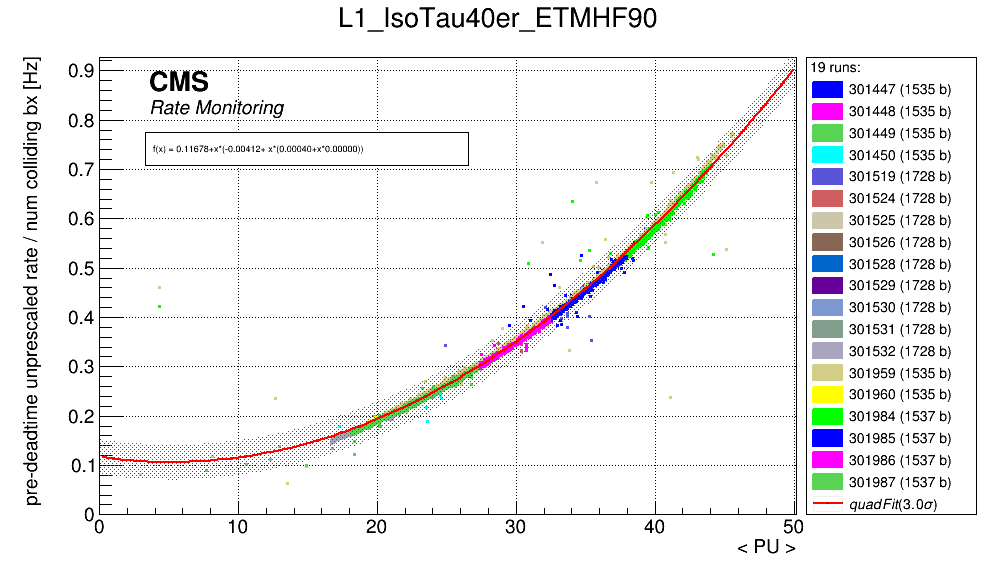 L1_IsoTau40er_ETMHF90
pre-deadtime unprescaled rate / num colliding bx [Hz]
CMS
Rate Monitoring
f(x) = 0.11678+x*(-0.00412+ x*(0.00040+x*0.00000))
0.9
0.8
0.7
0.6
0.5
0.4
0.3
0.2
0.1
0
0 10 20 30 40 50
< PU >
19 runs:
301447 (1535 b)
301448 (1535 b)
301449 (1535 b)
301450 (1535 b)
301519 (1728 b)
301524 (1728 b)
301525 (1728 b)
301526 (1728 b)
301528 (1728 b)
301529 (1728 b)
301530 (1728 b)
301531 (1728 b)
301532 (1728 b)
301959 (1535 b)
301960 (1535 b)
301984 (1537 b)
301985 (1537 b)
301986 (1537 b)
301987 (1537 b)
quadFit(3.0σ)